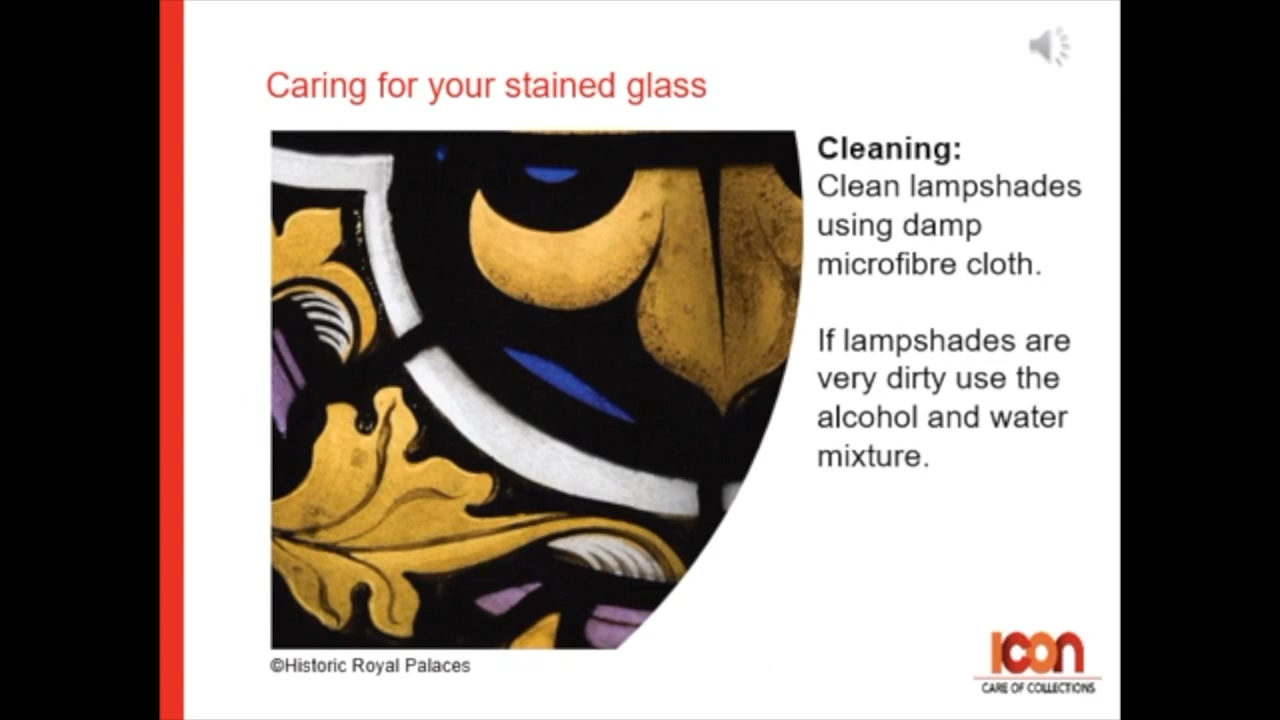 Caring for your stained glass
Cleaning:
Clean lampshades
using damp
microfibre cloth.
If lampshades are
very dirty use the
alcohol and water
mixture.
©Historic Royal Palaces
Icon
CARE OF COLLECTIONS